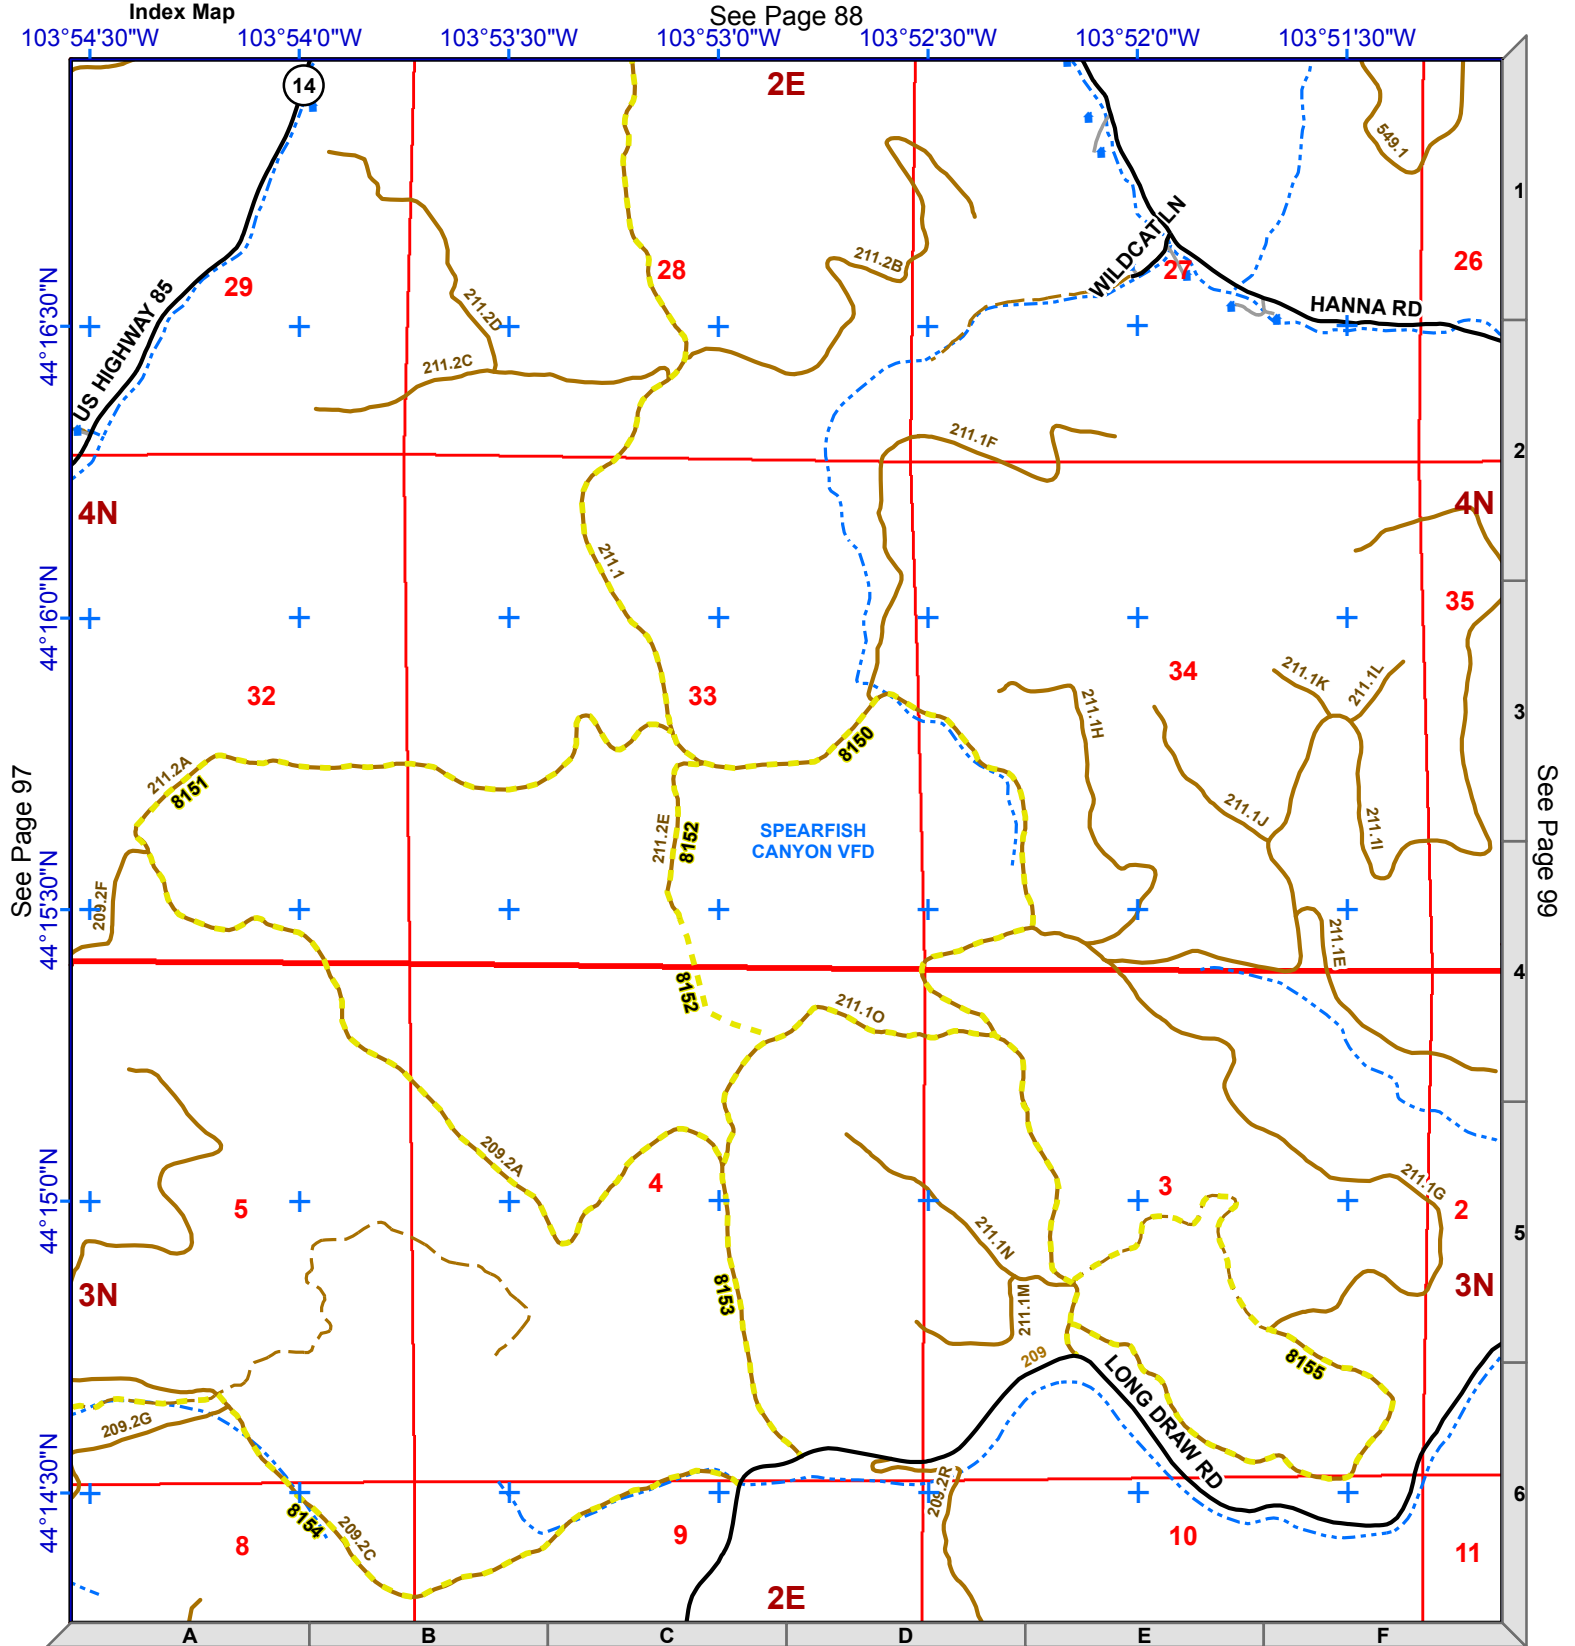 Index Map
See Page 88
103°54'30"W 103°54'0"W 103°53'30"W 103°53'0"W 103°52'30"W 103°52'0"W 103°51'30"W
14
2E
549.1
1
WILDCAT LN
28
211.2B
27
26
29
44°16'30"N
US HIGHWAY 85
211.2D
HANNA RD
211.2C
211.1F
2
4N
4N
211.1
44°16'0"N
35
32
33
34
211.1K
211.1L
211.1H
3
8150
211.2A
8151
See Page 97
See Page 99
211.2E
8152
SPEARFISH
CANYON VFD
211.1J
211.1I
44°15'30"N
209.2F
211.1E
8152
4
211.1O
209.2A
4
3
211.1G
44°15'0"N
5
2
211.1N
5
3N
8153
211.1M
3N
209
LONG DRAW RD
8155
209.2G
44°14'30"N
8154
209.2C
209.2R
6
8
9
10
11
2E
A B C D E F